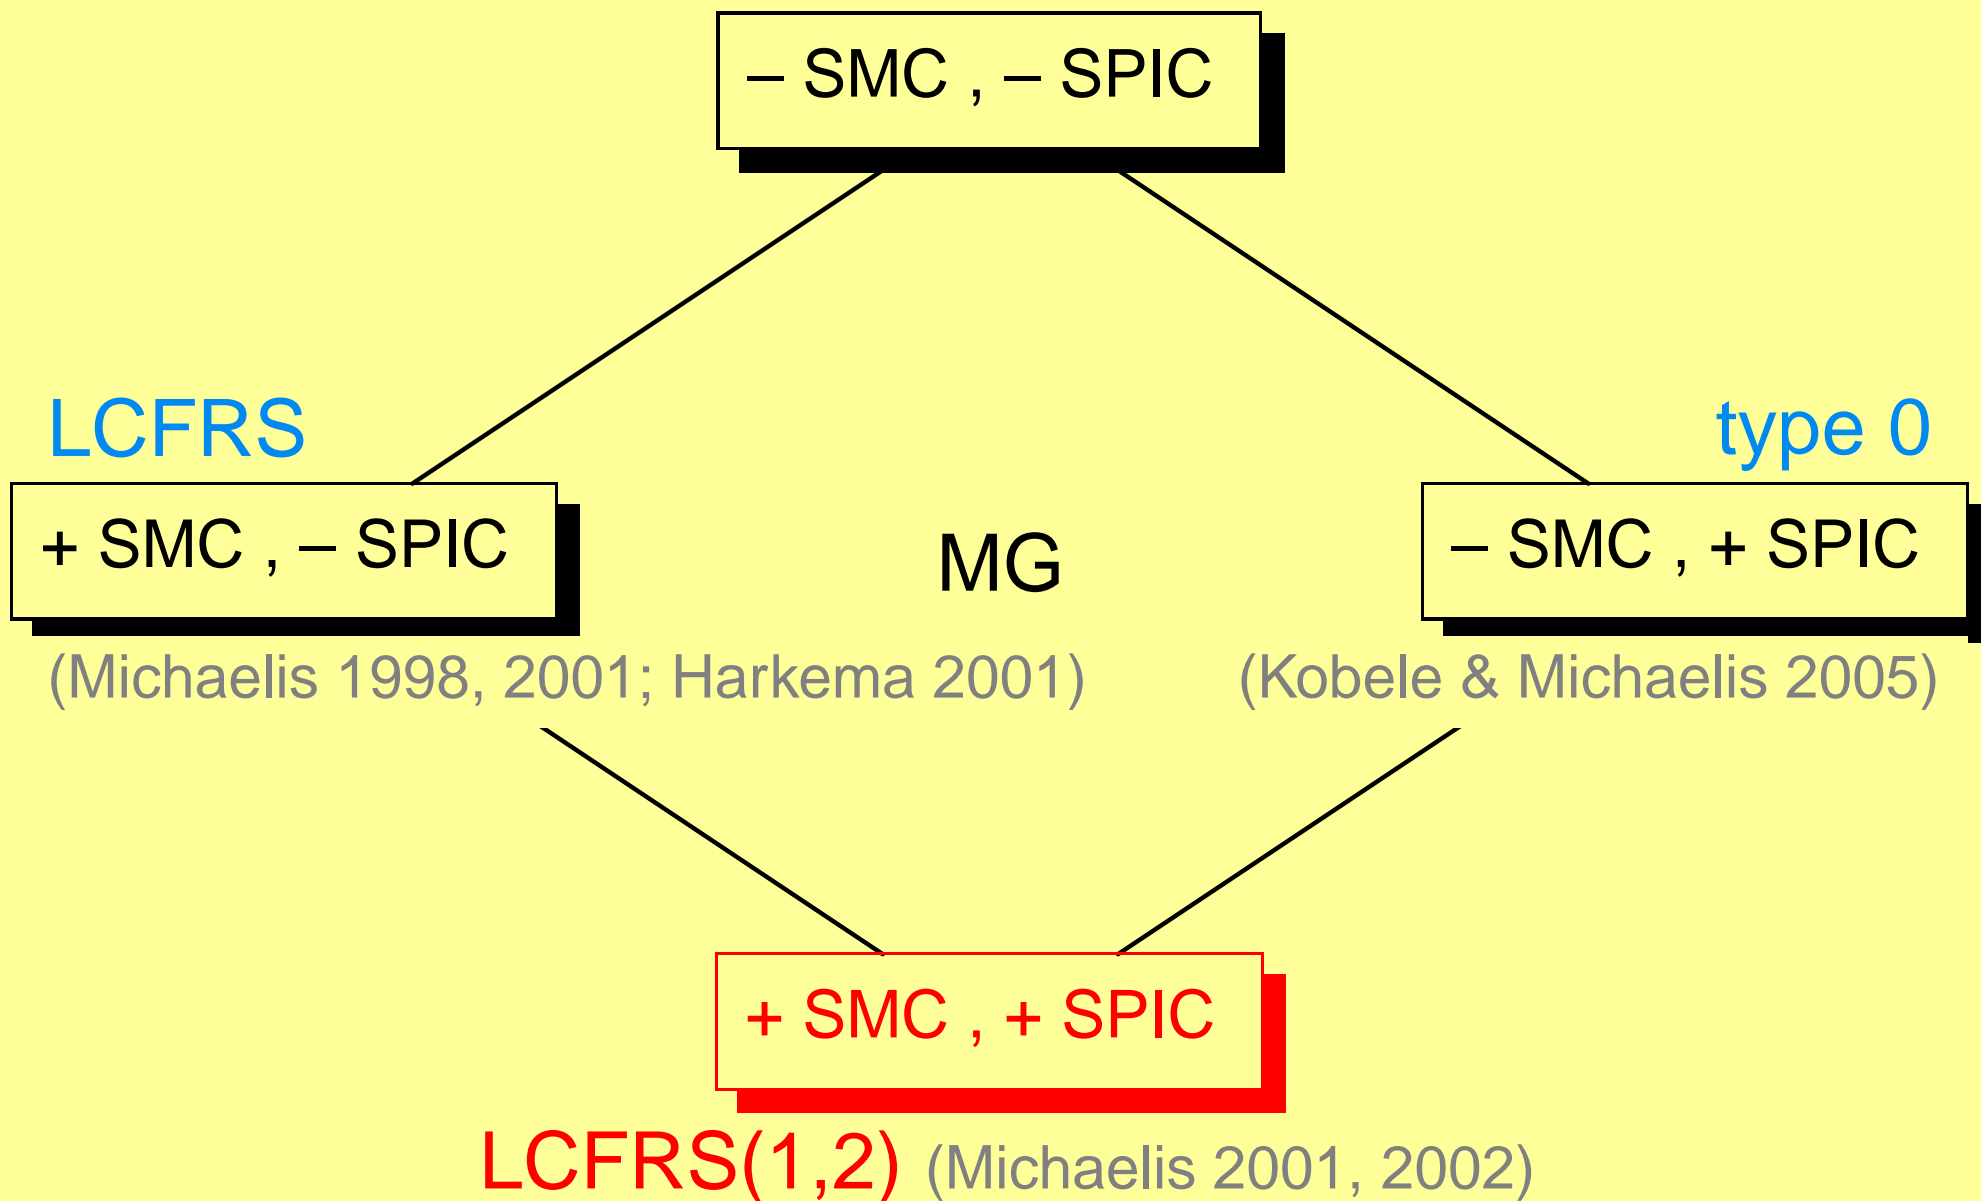 – SMC , – SPIC
LCFRS
type 0
+ SMC , – SPIC
MG
– SMC , + SPIC
(Michaelis 1998, 2001; Harkema 2001)
(Kobele & Michaelis 2005)
+ SMC , + SPIC
LCFRS(1,2) (Michaelis 2001, 2002)